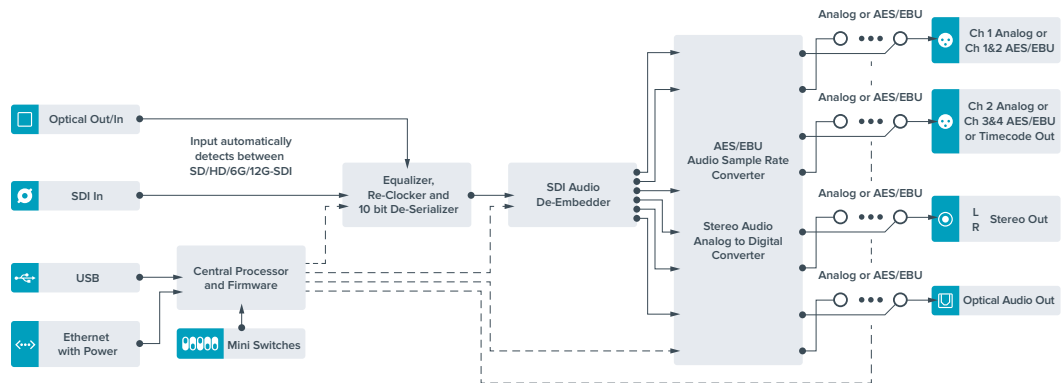 Analog or AES/EBU
Ch 1 Analog or
Ch 1&2 AES/EBU
Optical Out/In
Analog or AES/EBU
Ch 2 Analog or
Ch 3&4 AES/EBU
or Timecode Out
Input automatically
detects between
SD/HD/6G/12G-SDI
AES/EBU
Audio Sample Rate
Converter
Equalizer,
Re-Clocker and
10 bit De-Serializer
SDI Audio
De-Embedder
SDI In
Analog or AES/EBU
L
R
Stereo Out
Stereo Audio
Analog to Digital
Converter
USB
Central Processor
and Firmware
Analog or AES/EBU
Optical Audio Out
Ethernet
with Power
Mini Switches